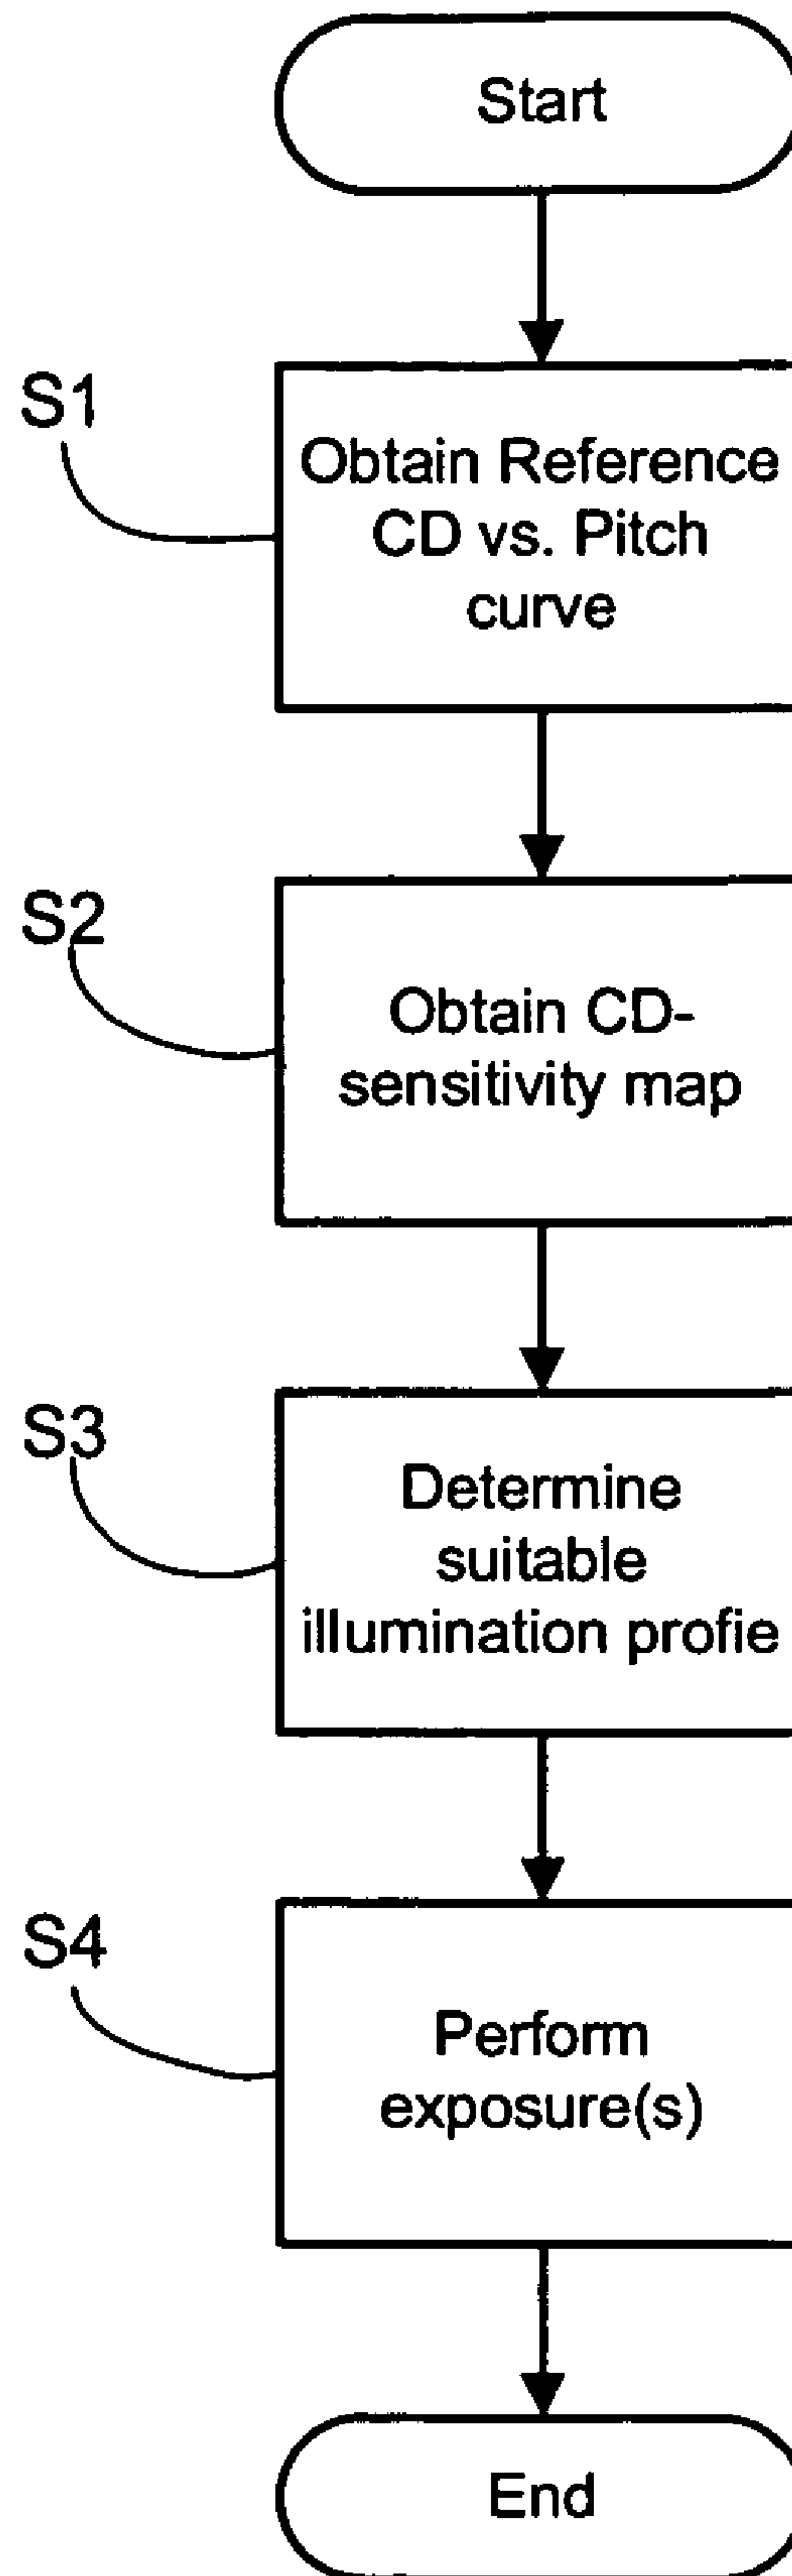 Start
S1
Obtain Reference
CD vs. Pitch
curve
S2
Obtain CD-
sensitivity map
S3
Determine
suitable
illumination profie
S4
Perform
exposure(s)
End